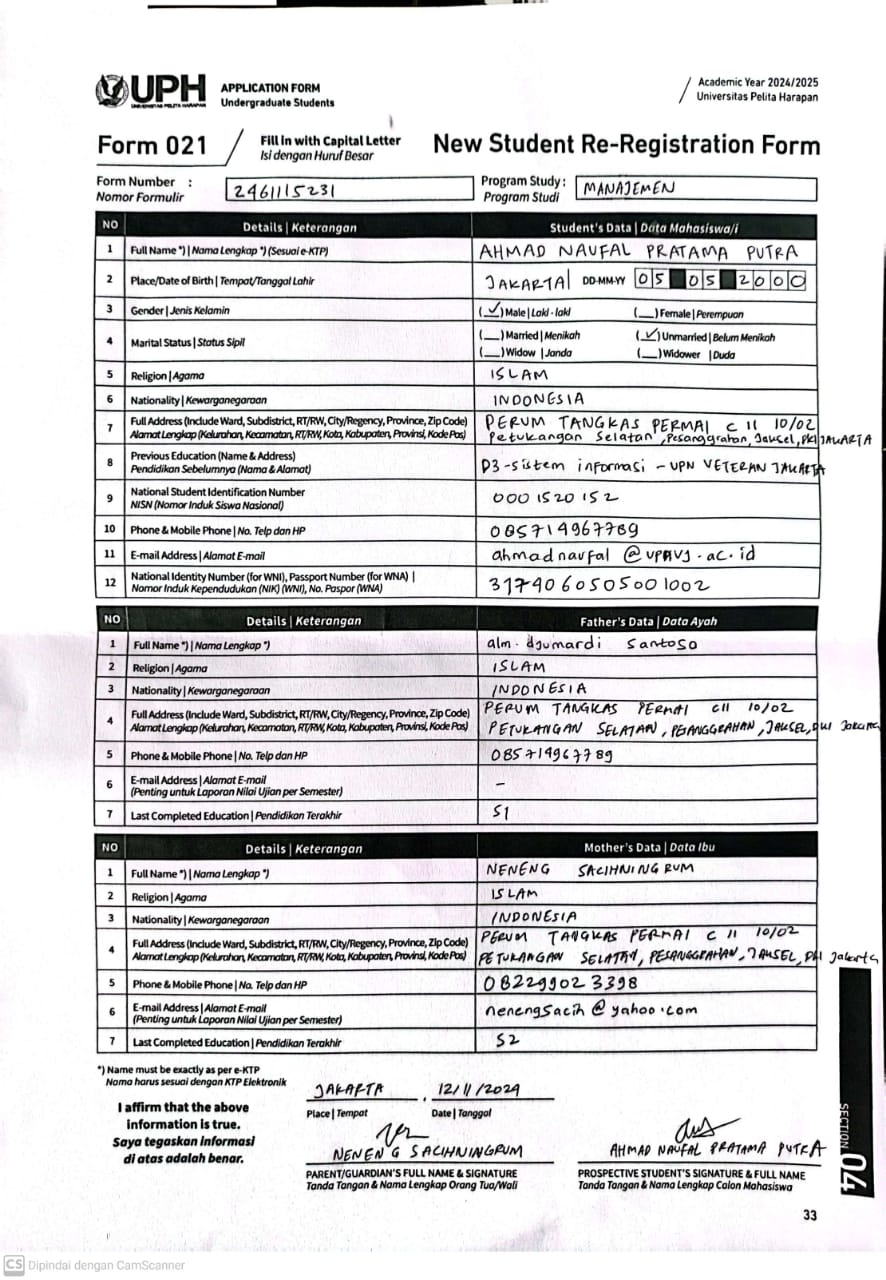 UPH
UNIVERSITAS PELITA HARAPAN
APPLICATION FORM
Undergraduate Students
Academic Year 2024/2025
Universitas Pelita Harapan
Form 021
Fill in with Capital Letter
Isi dengan Huruf Besar
New Student Re-Registration Form
Form Number :
Nomor Formulir
2461115231
Program Study :
Program Studi
MANAJEMEN
NO Details | Keterangan Student's Data | Data Mahasiswa/i
1 Full Name *) | Nama Lengkap *) (Sesuai e-KTP) AHMAD NAUFAL PRATAMA PUTRA
2 Place/Date of Birth | Tempat/Tanggal Lahir JAKARTA DD-MM-YY 05 05 2000
3 Gender | Jenis Kelamin (✓) Male | Laki - laki (__) Female | Perempuan
4 Marital Status | Status Sipil (__) Married | Menikah (✓) Unmarried | Belum Menikah
(__) Widow | Janda (__) Widower | Duda
5 Religion | Agama ISLAM
6 Nationality | Kewarganegaraan INDONESIA
7 Full Address (Include Ward, Subdistrict, RT/RW, City/Regency, Province, Zip Code) PERUM TANGKAS PERMAI C 11 10/02
Alamat Lengkap (Kelurahan, Kecamatan, RT/RW, Kota, Kabupaten, Provinsi, Kode Pos) Petukangan Selatan, Pesanggrahan, Jaksel, DKI JAKARTA
8 Previous Education (Name & Address)
Pendidikan Sebelumnya (Nama & Alamat) D3 - sistem informasi - UPN VETERAN JAKARTA
9 National Student Identification Number
NISN (Nomor Induk Siswa Nasional) 0001520152
10 Phone & Mobile Phone | No. Telp dan HP 085714967789
11 E-mail Address | Alamat E-mail ahmadnaufal @upnvj.ac.id
12 National Identity Number (for WNI), Passport Number (for WNA) |
Nomor Induk Kependudukan (NIK) (WNI), No. Paspor (WNA) 3174060505001002
NO Details | Keterangan Father's Data | Data Ayah
1 Full Name *) | Nama Lengkap *) alm. djumardi Santoso
2 Religion | Agama ISLAM
3 Nationality | Kewarganegaraan INDONESIA
4 Full Address (Include Ward, Subdistrict, RT/RW, City/Regency, Province, Zip Code) PERUM TANGKAS PERMAI C11 10/02
Alamat Lengkap (Kelurahan, Kecamatan, RT/RW, Kota, Kabupaten, Provinsi, Kode Pos) PETUKANGAN SELATAN, PESANGGRAHAN, JAKSEL, DKI Jakarta
5 Phone & Mobile Phone | No. Telp dan HP 085714967789
6 E-mail Address | Alamat E-mail
(Penting untuk Laporan Nilai Ujian per Semester) -
7 Last Completed Education | Pendidikan Terakhir S1
NO Details | Keterangan Mother's Data | Data Ibu
1 Full Name *) | Nama Lengkap *) NENENG SACIHNINGRUM
2 Religion | Agama ISLAM
3 Nationality | Kewarganegaraan INDONESIA
4 Full Address (Include Ward, Subdistrict, RT/RW, City/Regency, Province, Zip Code) PERUM TANGKAS PERMAI C 11 10/02
Alamat Lengkap (Kelurahan, Kecamatan, RT/RW, Kota, Kabupaten, Provinsi, Kode Pos) PETUKANGAN SELATAN, PESANGGRAHAN, JAKSEL, DKI Jakarta
5 Phone & Mobile Phone | No. Telp dan HP 082299023398
6 E-mail Address | Alamat E-mail
(Penting untuk Laporan Nilai Ujian per Semester) nenengsacih@yahoo.com
7 Last Completed Education | Pendidikan Terakhir S2
*) Name must be exactly as per e-KTP
Nama harus sesuai dengan KTP Elektronik
JAKARTA , 12/11/2024
Place | Tempat Date | Tanggal
I affirm that the above
information is true.
Saya tegaskan informasi
di atas adalah benar.
NENENG SACIHNINGRUM
PARENT/GUARDIAN'S FULL NAME & SIGNATURE
Tanda Tangan & Nama Lengkap Orang Tua/Wali
AHMAD NAUFAL PRATAMA PUTRA
PROSPECTIVE STUDENT'S SIGNATURE & FULL NAME
Tanda Tangan & Nama Lengkap Calon Mahasiswa
SECTION 04
33
CS Dipindai dengan CamScanner